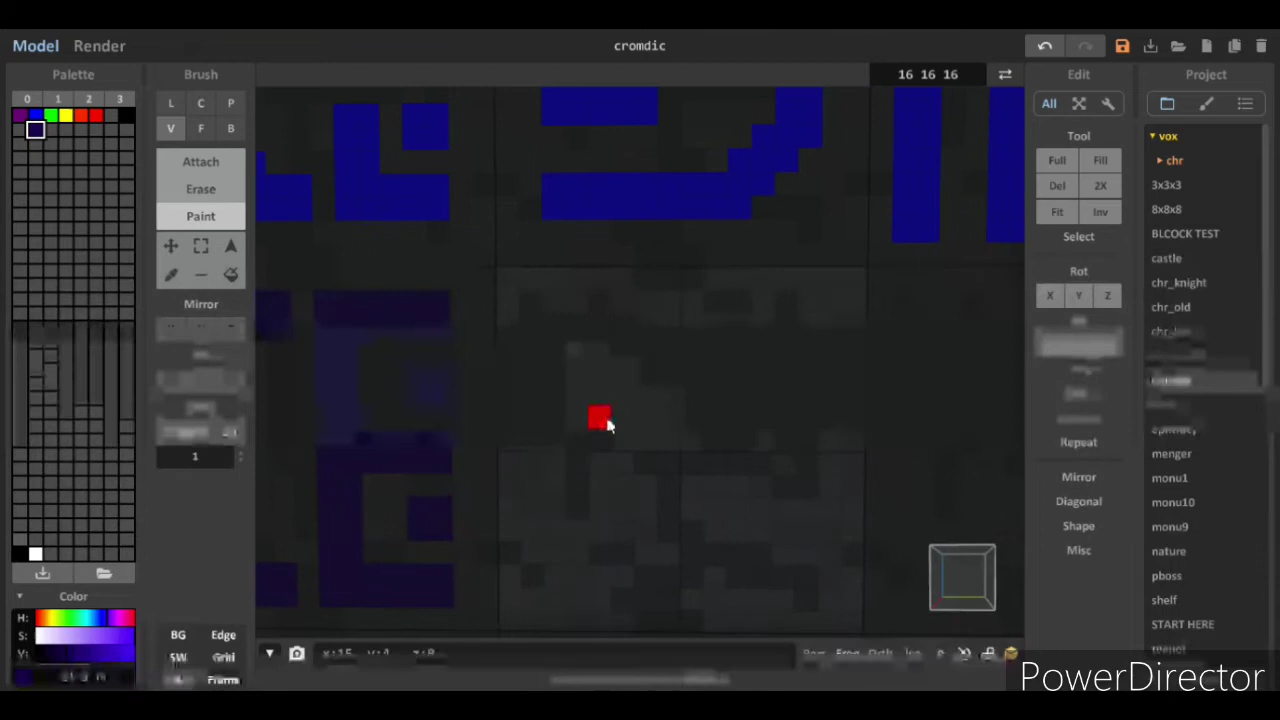 Model Render
cromdic
Palette
Brush
16 16 16
Edit
Project
0 1 2 3
L C P
V F B
All
Attach
Erase
Paint
Tool
Full Fill
Del 2X
Fit Inv
Select
Rot
X Y Z
Mirror
1
Repeat
Mirror
Diagonal
Shape
Misc
vox
chr
3x3x3
8x8x8
BLCOCK TEST
castle
chr_knight
chr_old
menger
monu1
monu10
monu9
nature
pboss
shelf
START HERE
Color
H:
S:
V:
BG Edge
SW Grid
Frame
PowerDirector